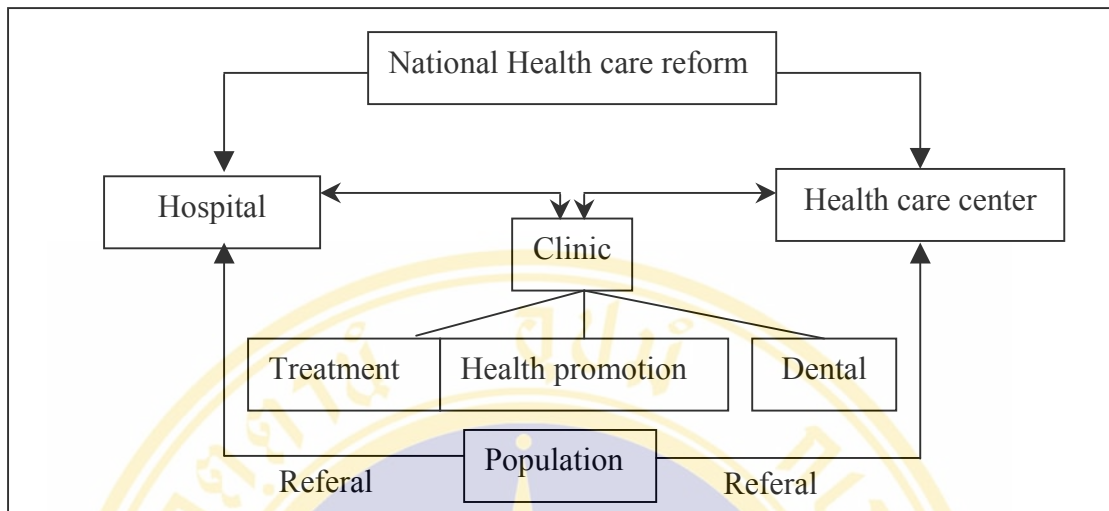 National Health care reform
Hospital
Health care center
Clinic
Treatment
Health promotion
Dental
Population
Referal
Referal